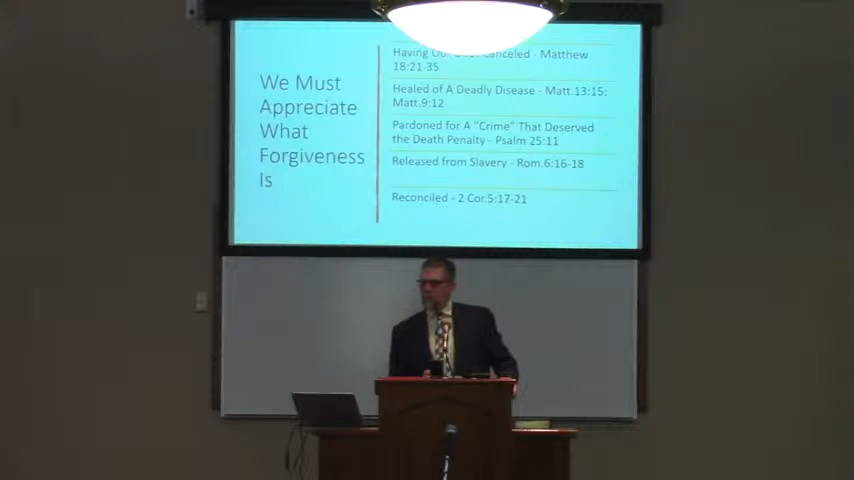 We Must
Appreciate
What
Forgiveness
Is
Having Our Canceled - Matthew
18:21-35
Healed of A Deadly Disease - Matt.13:15;
Matt.9:12
Pardoned for A "Crime" That Deserved
the Death Penalty - Psalm 25:11
Released from Slavery - Rom.6:16-18
Reconciled - 2 Cor.5:17-21